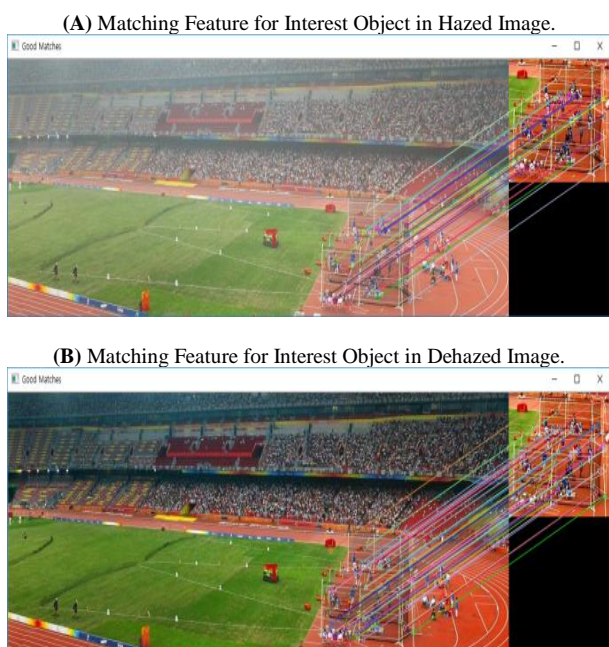 (A) Matching Feature for Interest Object in Hazed Image.
Good Matches
(B) Matching Feature for Interest Object in Dehazed Image.
Good Matches